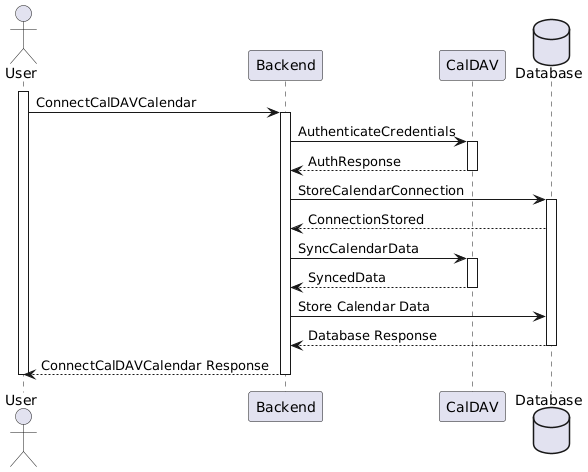 User
Backend
CalDAV
Database
ConnectCalDAVCalendar
AuthenticateCredentials
AuthResponse
StoreCalendarConnection
ConnectionStored
SyncCalendarData
SyncedData
Store Calendar Data
Database Response
ConnectCalDAVCalendar Response
User
Backend
CalDAV
Database